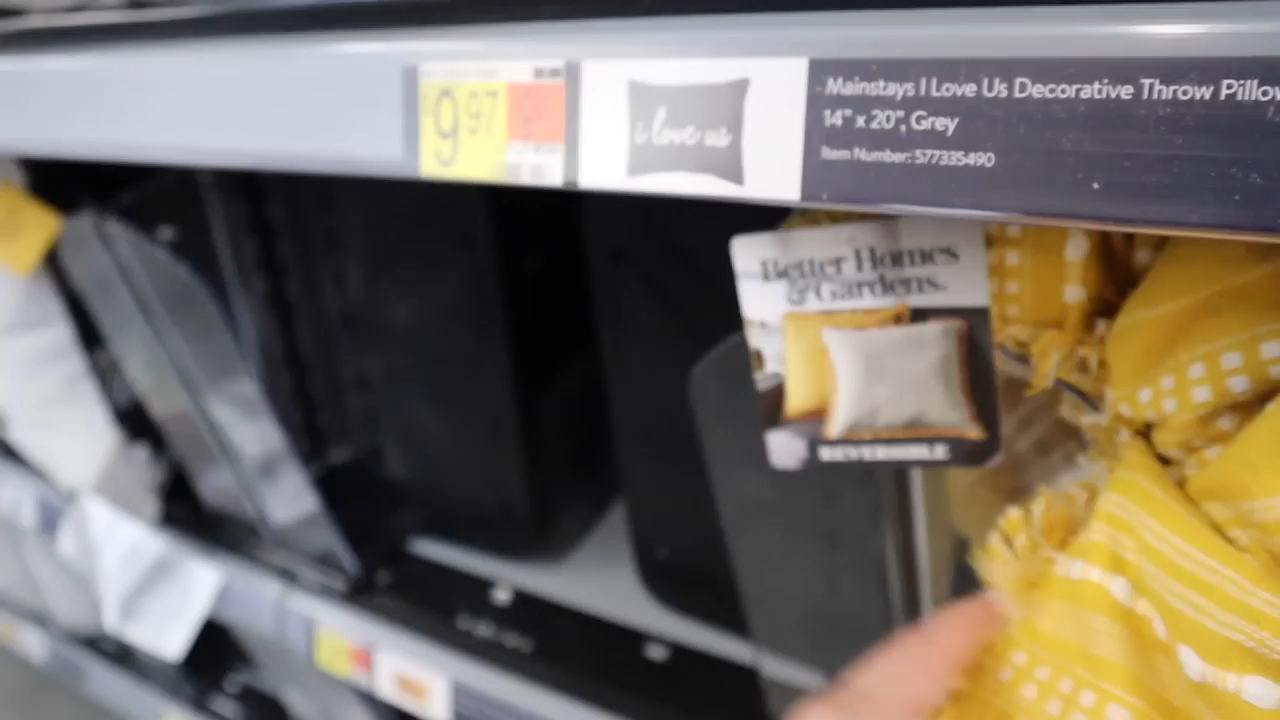 9.97
i love us
Mainstays I Love Us Decorative Throw Pillow
14" x 20", Grey
Item Number: 577335490
Better Homes
& Gardens.
REVERSIBLE